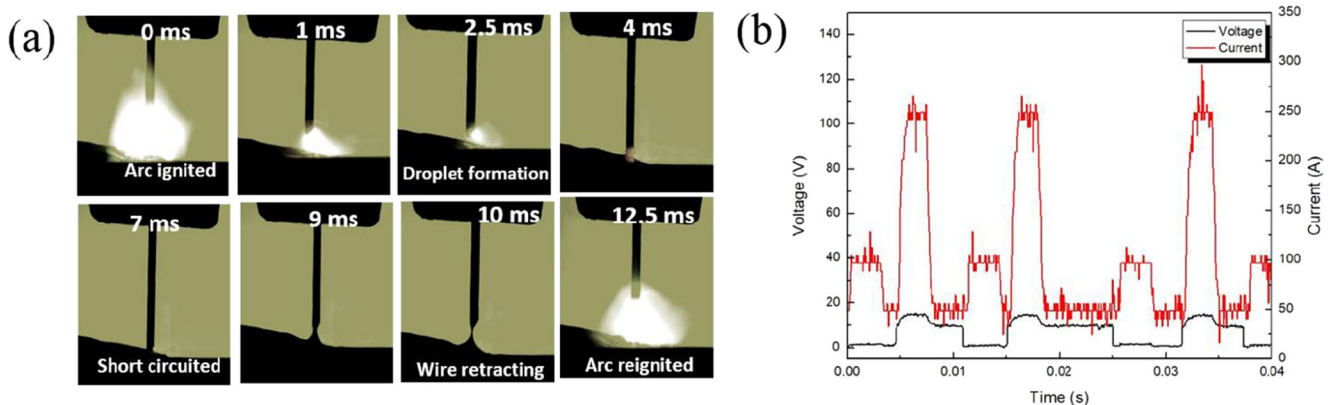 (a)
0 ms
1 ms
2.5 ms
4 ms
Arc ignited
Droplet formation
7 ms
9 ms
10 ms
12.5 ms
Short circuited
Wire retracting
Arc reignited
(b)
Voltage
Current
140
120
100
80
60
40
20
0
Voltage (V)
350
300
250
200
150
100
50
0
Current (A)
0.00
0.01
0.02
0.03
0.04
Time (s)